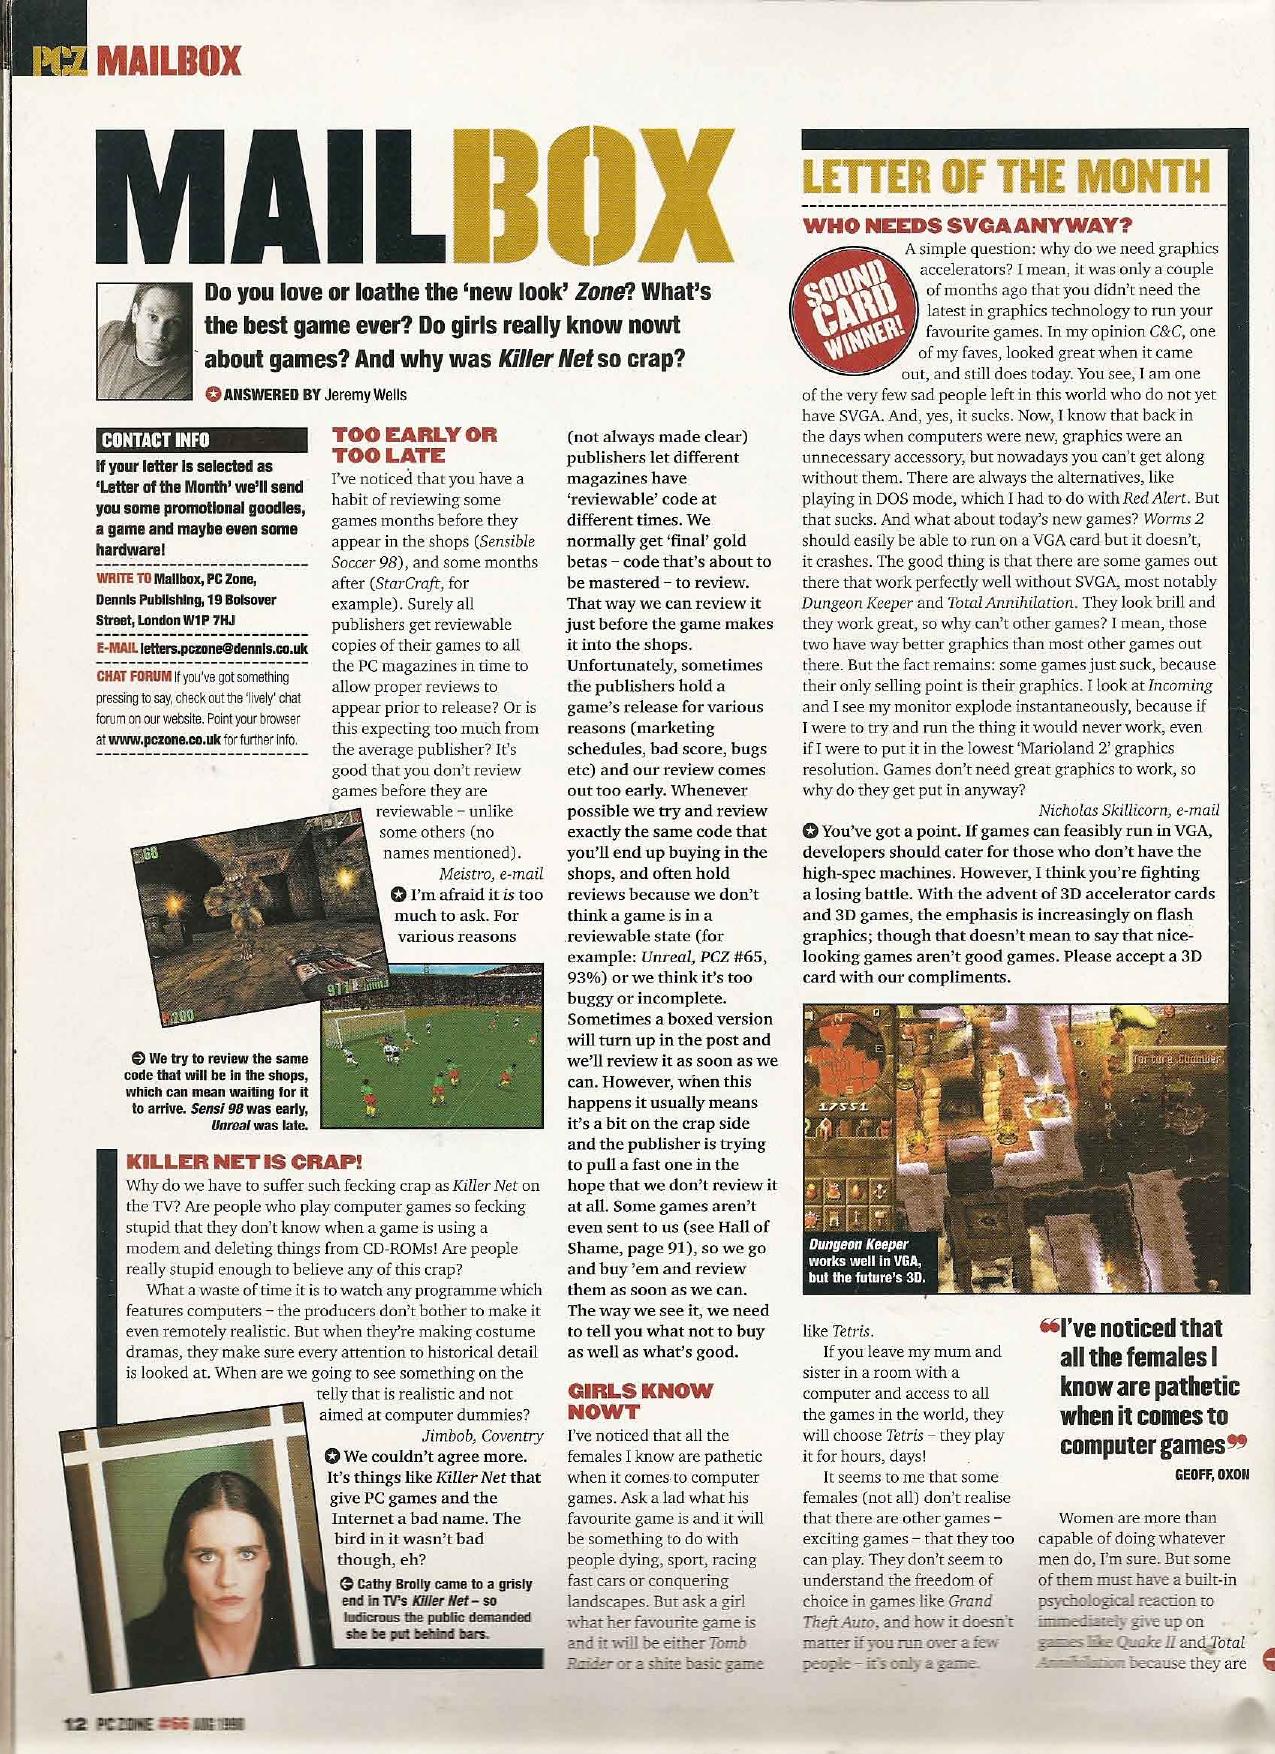 PCZ MAILBOX
MAILBOX
Do you love or loathe the ‘new look’ Zone? What’s
the best game ever? Do girls really know nowt
about games? And why was Killer Net so crap?
ANSWERED BY Jeremy Wells
CONTACT INFO
If your letter is selected as
‘Letter of the Month’ we’ll send
you some promotional goodies,
a game and maybe even some
hardware!
WRITE TO Mailbox, PC Zone,
Dennis Publishing, 19 Bolsover
Street, London W1P 7HJ
E-MAIL letters.pczone@dennis.co.uk
CHAT FORUM If you’ve got something
pressing to say, check out the ‘lively’ chat
forum on our website. Point your browser
at www.pczone.co.uk for further info.
TOO EARLY OR
TOO LATE
I’ve noticed that you have a
habit of reviewing some
games months before they
appear in the shops (Sensible
Soccer 98), and some months
after (StarCraft, for
example). Surely all
publishers get reviewable
copies of their games to all
the PC magazines in time to
allow proper reviews to
appear prior to release? Or is
this expecting too much from
the average publisher? It’s
good that you don’t review
games before they are
reviewable – unlike
some others (no
names mentioned).
Meistro, e-mail
I’m afraid it is too
much to ask. For
various reasons
68
200
We try to review the same
code that will be in the shops,
which can mean waiting for it
to arrive. Sensi 98 was early,
Unreal was late.
(not always made clear)
publishers let different
magazines have
‘reviewable’ code at
different times. We
normally get ‘final’ gold
betas – code that’s about to
be mastered – to review.
That way we can review it
just before the game makes
it into the shops.
Unfortunately, sometimes
the publishers hold a
game’s release for various
reasons (marketing
schedules, bad score, bugs
etc) and our review comes
out too early. Whenever
possible we try and review
exactly the same code that
you’ll end up buying in the
shops, and often hold
reviews because we don’t
think a game is in a
reviewable state (for
example: Unreal, PCZ #65,
93%) or we think it’s too
buggy or incomplete.
Sometimes a boxed version
will turn up in the post and
we’ll review it as soon as we
can. However, when this
happens it usually means
it’s a bit on the crap side
and the publisher is trying
to pull a fast one in the
hope that we don’t review it
at all. Some games aren’t
even sent to us (see Hall of
Shame, page 91), so we go
and buy ’em and review
them as soon as we can.
The way we see it, we need
to tell you what not to buy
as well as what’s good.
KILLER NET IS CRAP!
Why do we have to suffer such fecking crap as Killer Net on
the TV? Are people who play computer games so fecking
stupid that they don’t know when a game is using a
modem and deleting things from CD-ROMs! Are people
really stupid enough to believe any of this crap?
What a waste of time it is to watch any programme which
features computers – the producers don’t bother to make it
even remotely realistic. But when they’re making costume
dramas, they make sure every attention to historical detail
is looked at. When are we going to see something on the
telly that is realistic and not
aimed at computer dummies?
Jimbob, Coventry
We couldn’t agree more.
It’s things like Killer Net that
give PC games and the
Internet a bad name. The
bird in it wasn’t bad
though, eh?
Cathy Brolly came to a grisly
end in TV’s Killer Net – so
ludicrous the public demanded
she be put behind bars.
LETTER OF THE MONTH
WHO NEEDS SVGA ANYWAY?
SOUND
CARD
WINNER!
A simple question: why do we need graphics
accelerators? I mean, it was only a couple
of months ago that you didn’t need the
latest in graphics technology to run your
favourite games. In my opinion C&C, one
of my faves, looked great when it came
out, and still does today. You see, I am one
of the very few sad people left in this world who do not yet
have SVGA. And, yes, it sucks. Now, I know that back in
the days when computers were new, graphics were an
unnecessary accessory, but nowadays you can’t get along
without them. There are always the alternatives, like
playing in DOS mode, which I had to do with Red Alert. But
that sucks. And what about today’s new games? Worms 2
should easily be able to run on a VGA card but it doesn’t,
it crashes. The good thing is that there are some games out
there that work perfectly well without SVGA, most notably
Dungeon Keeper and Total Annihilation. They look brill and
they work great, so why can’t other games? I mean, those
two have way better graphics than most other games out
there. But the fact remains: some games just suck, because
their only selling point is their graphics. I look at Incoming
and I see my monitor explode instantaneously, because if
I were to try and run the thing it would never work, even
if I were to put it in the lowest ‘Marioland 2’ graphics
resolution. Games don’t need great graphics to work, so
why do they get put in anyway?
Nicholas Skillicorn, e-mail
You’ve got a point. If games can feasibly run in VGA,
developers should cater for those who don’t have the
high-spec machines. However, I think you’re fighting
a losing battle. With the advent of 3D accelerator cards
and 3D games, the emphasis is increasingly on flash
graphics; though that doesn’t mean to say that nice-
looking games aren’t good games. Please accept a 3D
card with our compliments.
Torture Chamber
17551
Dungeon Keeper
works well in VGA,
but the future’s 3D.
GIRLS KNOW
NOWT
I’ve noticed that all the
females I know are pathetic
when it comes to computer
games. Ask a lad what his
favourite game is and it will
be something to do with
people dying, sport, racing
fast cars or conquering
landscapes. But ask a girl
what her favourite game is
and it will be either Tomb
Raider or a shite basic game
like Tetris.
If you leave my mum and
sister in a room with a
computer and access to all
the games in the world, they
will choose Tetris – they play
it for hours, days!
It seems to me that some
females (not all) don’t realise
that there are other games –
exciting games – that they too
can play. They don’t seem to
understand the freedom of
choice in games like Grand
Theft Auto, and how it doesn’t
matter if you run over a few
people – it’s only a game.
“I’ve noticed that
all the females I
know are pathetic
when it comes to
computer games”
GEOFF, OXON
Women are more than
capable of doing whatever
men do, I’m sure. But some
of them must have a built-in
psychological reaction to
immediately give up on
games like Quake II and Total
Annihilation because they are
12 PC ZONE #66 AUG 1998